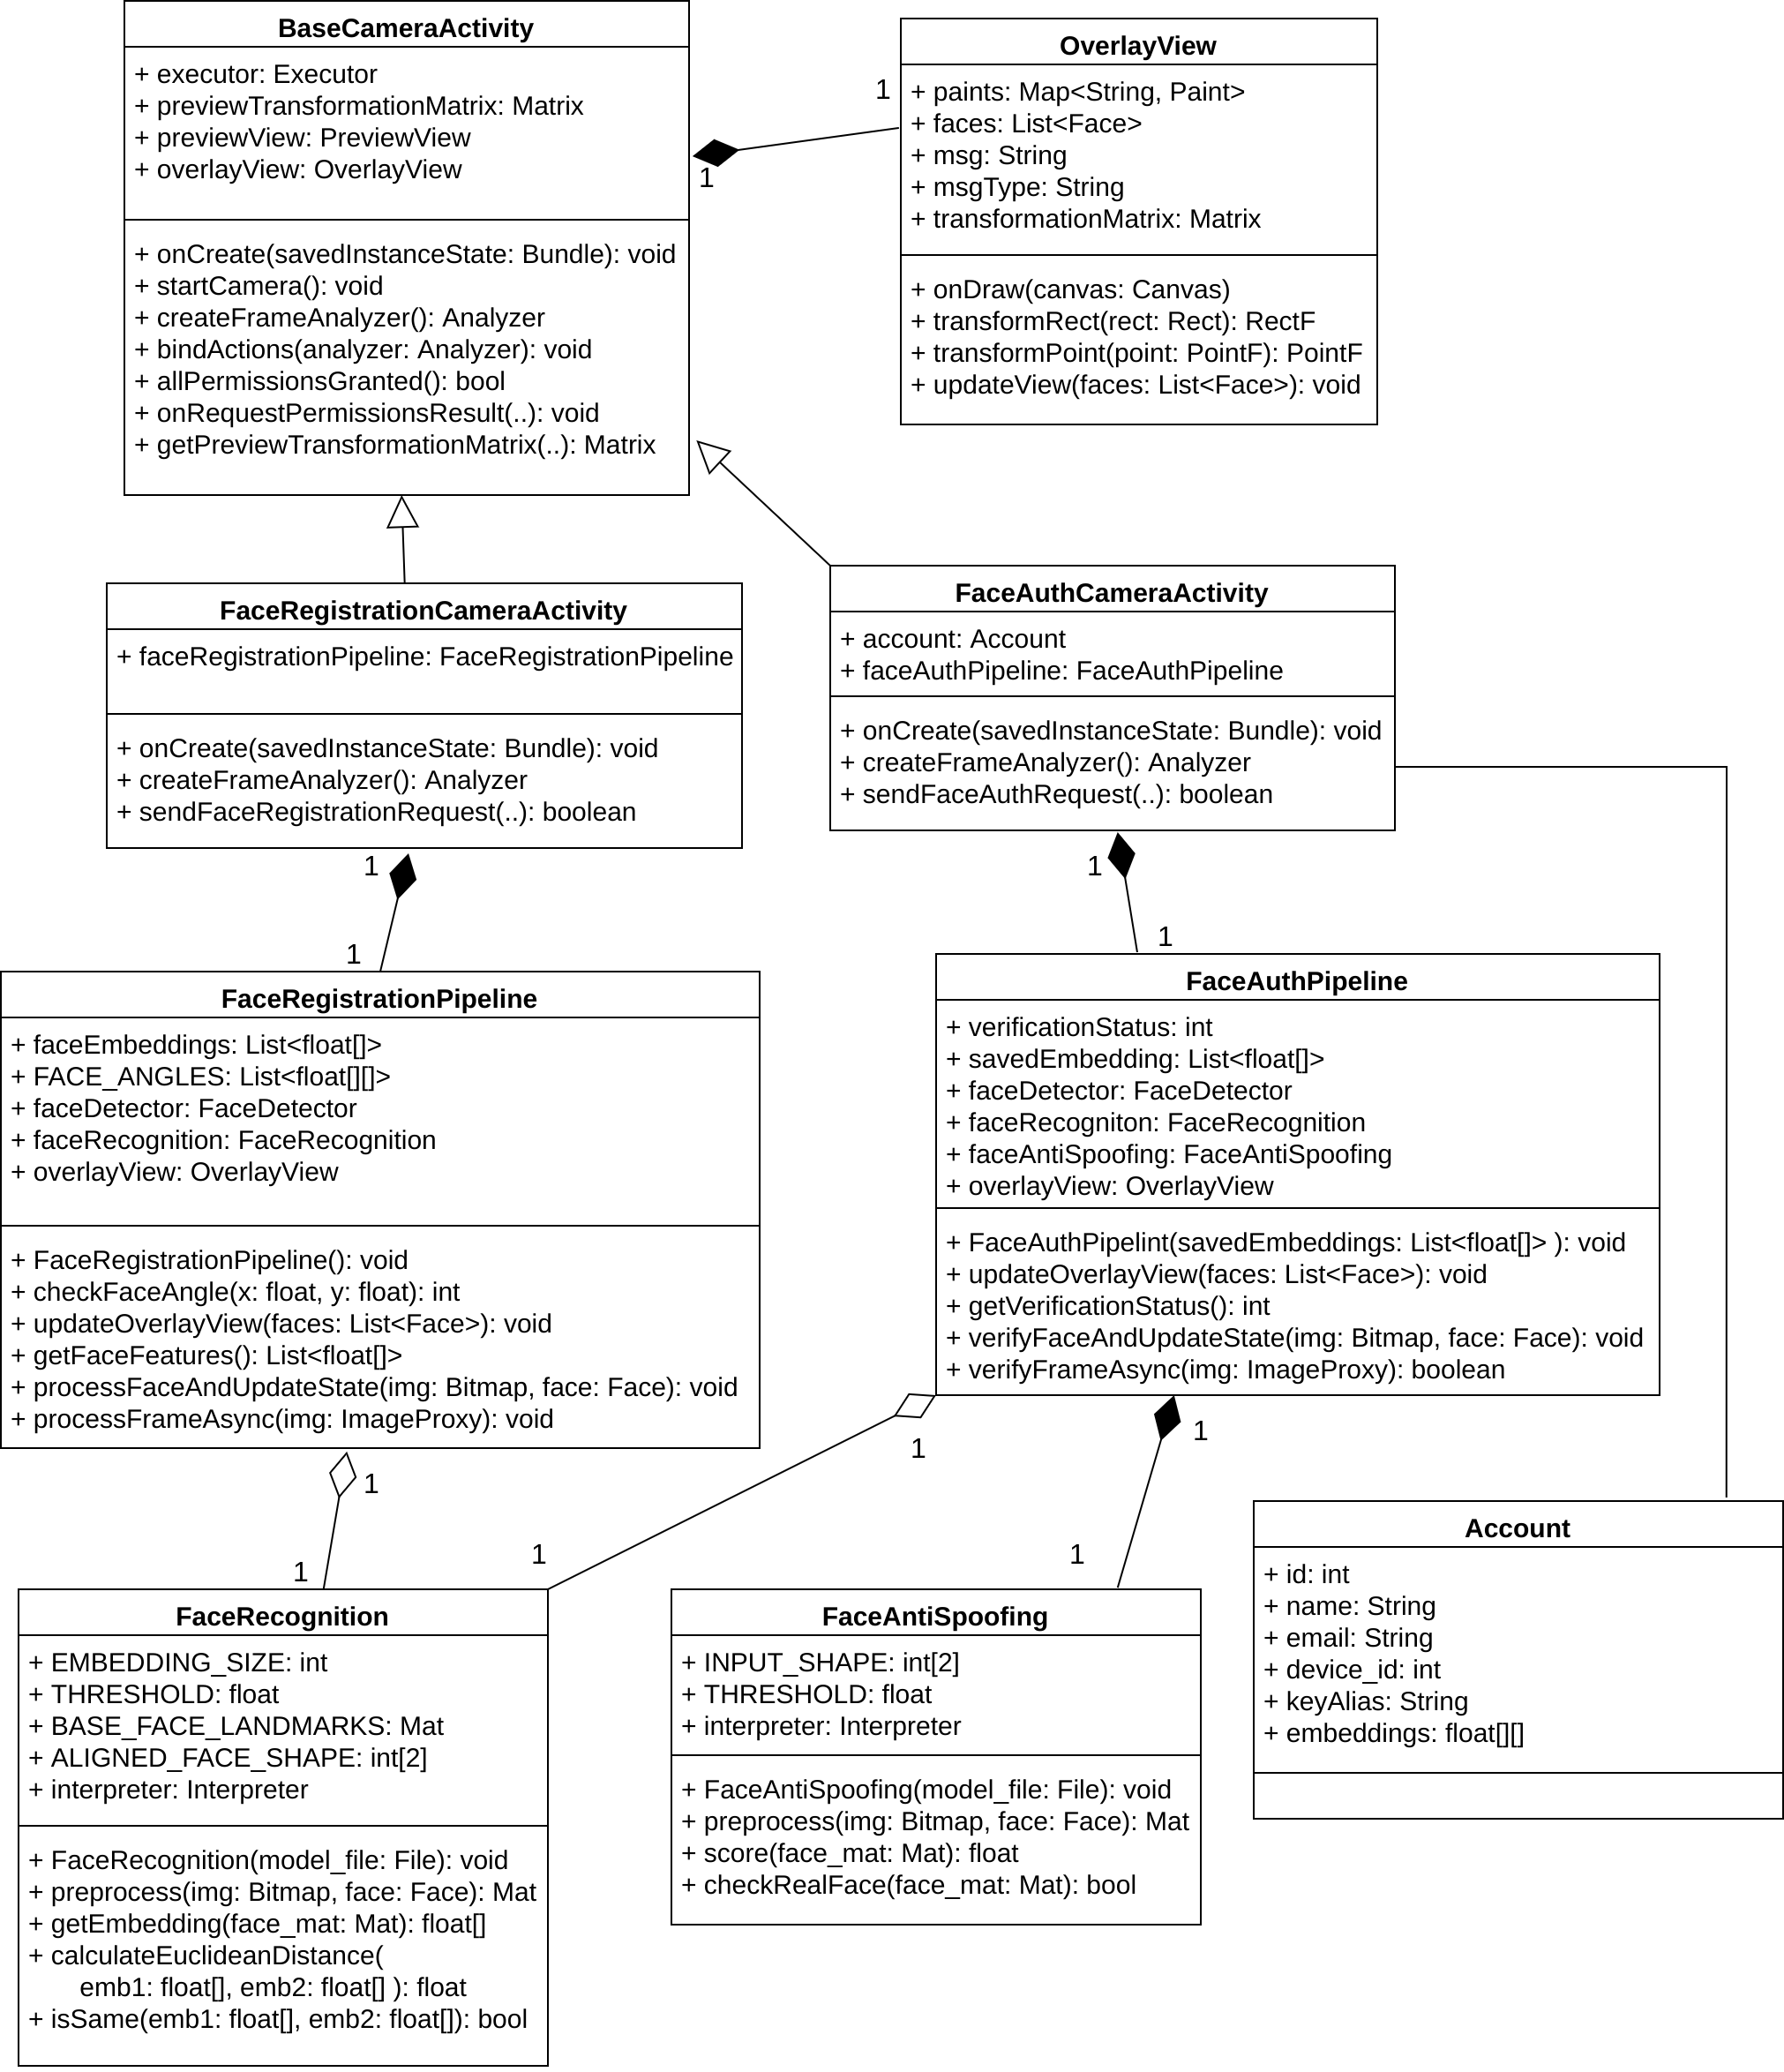 BaseCameraActivity
+ executor: Executor
+ previewTransformationMatrix: Matrix
+ previewView: PreviewView
+ overlayView: OverlayView
+ onCreate(savedInstanceState: Bundle): void
+ startCamera(): void
+ createFrameAnalyzer(): Analyzer
+ bindActions(analyzer: Analyzer): void
+ allPermissionsGranted(): bool
+ onRequestPermissionsResult(..): void
+ getPreviewTransformationMatrix(..): Matrix
1
1
OverlayView
+ paints: Map<String, Paint>
+ faces: List<Face>
+ msg: String
+ msgType: String
+ transformationMatrix: Matrix
+ onDraw(canvas: Canvas)
+ transformRect(rect: Rect): RectF
+ transformPoint(point: PointF): PointF
+ updateView(faces: List<Face>): void
FaceRegistrationCameraActivity
+ faceRegistrationPipeline: FaceRegistrationPipeline
+ onCreate(savedInstanceState: Bundle): void
+ createFrameAnalyzer(): Analyzer
+ sendFaceRegistrationRequest(..): boolean
FaceAuthCameraActivity
+ account: Account
+ faceAuthPipeline: FaceAuthPipeline
+ onCreate(savedInstanceState: Bundle): void
+ createFrameAnalyzer(): Analyzer
+ sendFaceAuthRequest(..): boolean
1
1
1
1
FaceRegistrationPipeline
+ faceEmbeddings: List<float[]>
+ FACE_ANGLES: List<float[][]>
+ faceDetector: FaceDetector
+ faceRecognition: FaceRecognition
+ overlayView: OverlayView
+ FaceRegistrationPipeline(): void
+ checkFaceAngle(x: float, y: float): int
+ updateOverlayView(faces: List<Face>): void
+ getFaceFeatures(): List<float[]>
+ processFaceAndUpdateState(img: Bitmap, face: Face): void
+ processFrameAsync(img: ImageProxy): void
FaceAuthPipeline
+ verificationStatus: int
+ savedEmbedding: List<float[]>
+ faceDetector: FaceDetector
+ faceRecogniton: FaceRecognition
+ faceAntiSpoofing: FaceAntiSpoofing
+ overlayView: OverlayView
+ FaceAuthPipelint(savedEmbeddings: List<float[]> ): void
+ updateOverlayView(faces: List<Face>): void
+ getVerificationStatus(): int
+ verifyFaceAndUpdateState(img: Bitmap, face: Face): void
+ verifyFrameAsync(img: ImageProxy): boolean
1
1
1
1
1
1
FaceRecognition
+ EMBEDDING_SIZE: int
+ THRESHOLD: float
+ BASE_FACE_LANDMARKS: Mat
+ ALIGNED_FACE_SHAPE: int[2]
+ interpreter: Interpreter
+ FaceRecognition(model_file: File): void
+ preprocess(img: Bitmap, face: Face): Mat
+ getEmbedding(face_mat: Mat): float[]
+ calculateEuclideanDistance(
emb1: float[], emb2: float[] ): float
+ isSame(emb1: float[], emb2: float[]): bool
FaceAntiSpoofing
+ INPUT_SHAPE: int[2]
+ THRESHOLD: float
+ interpreter: Interpreter
+ FaceAntiSpoofing(model_file: File): void
+ preprocess(img: Bitmap, face: Face): Mat
+ score(face_mat: Mat): float
+ checkRealFace(face_mat: Mat): bool
Account
+ id: int
+ name: String
+ email: String
+ device_id: int
+ keyAlias: String
+ embeddings: float[][]